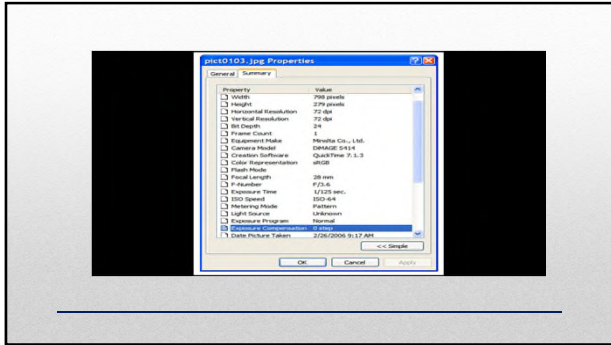 pict0103.jpg Properties
General Summary
Property Value
Width 798 pixels
Height 279 pixels
Horizontal Resolution 72 dpi
Vertical Resolution 72 dpi
Bit Depth 24
Frame Count 1
Equipment Make Minolta Co., Ltd.
Camera Model DiMAGE S414
Creation Software QuickTime 7.1.3
Color Representation sRGB
Flash Mode
Focal Length 28 mm
F-Number F/3.6
Exposure Time 1/125 sec.
ISO Speed ISO-64
Metering Mode Pattern
Light Source Unknown
Exposure Program Normal
Exposure Compensation 0 step
Date Picture Taken 2/26/2006 9:17 AM
<< Simple
OK Cancel Apply